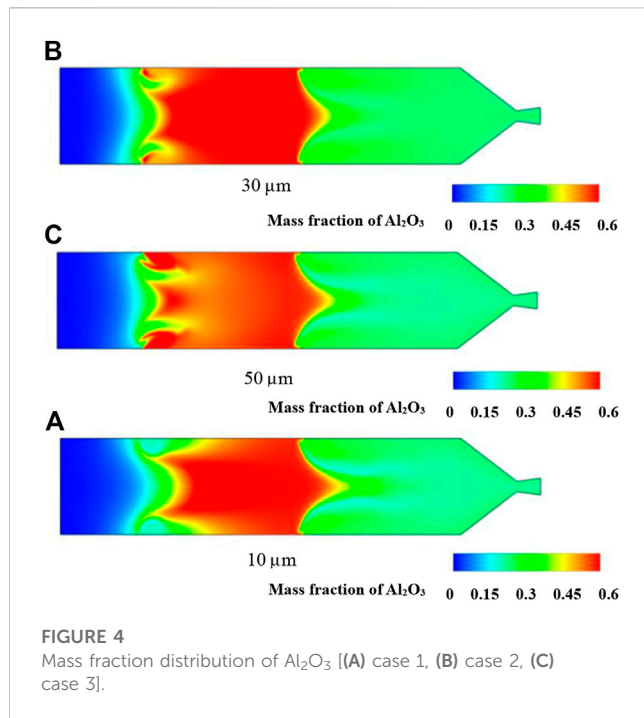 B
30 µm
Mass fraction of Al₂O₃ 0 0.15 0.3 0.45 0.6
C
50 µm
Mass fraction of Al₂O₃ 0 0.15 0.3 0.45 0.6
A
10 µm
Mass fraction of Al₂O₃ 0 0.15 0.3 0.45 0.6
FIGURE 4
Mass fraction distribution of Al₂O₃ [(A) case 1, (B) case 2, (C)
case 3].